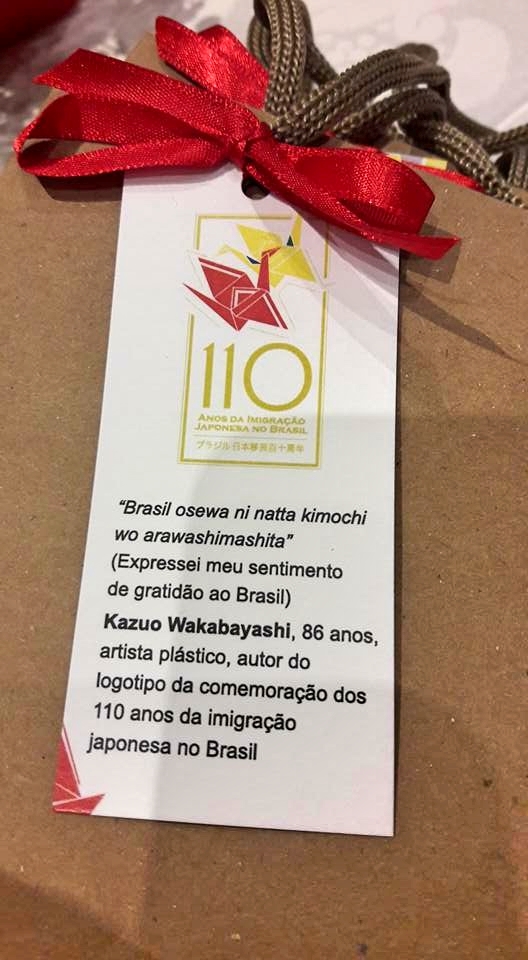 110
ANOS DA IMIGRAÇÃO
JAPONESA NO BRASIL
ブラジル日本移民百十周年
“Brasil osewa ni natta kimochi
wo arawashimashita”
(Expressei meu sentimento
de gratidão ao Brasil)
Kazuo Wakabayashi, 86 anos,
artista plástico, autor do
logotipo da comemoração dos
110 anos da imigração
japonesa no Brasil